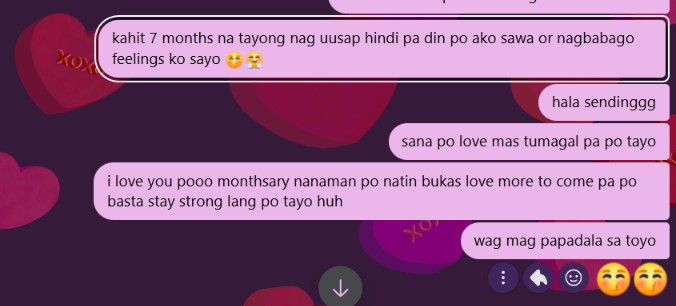 kahit 7 months na tayong nag uusap hindi pa din po ako sawa or nagbabago
feelings ko sayo 😚😤
hala sendinggg
sana po love mas tumagal pa po tayo
i love you pooo monthsary nanaman po natin bukas love more to come pa po
basta stay strong lang po tayo huh
wag mag papadala sa toyo
😚😚
xoxo
xoxo